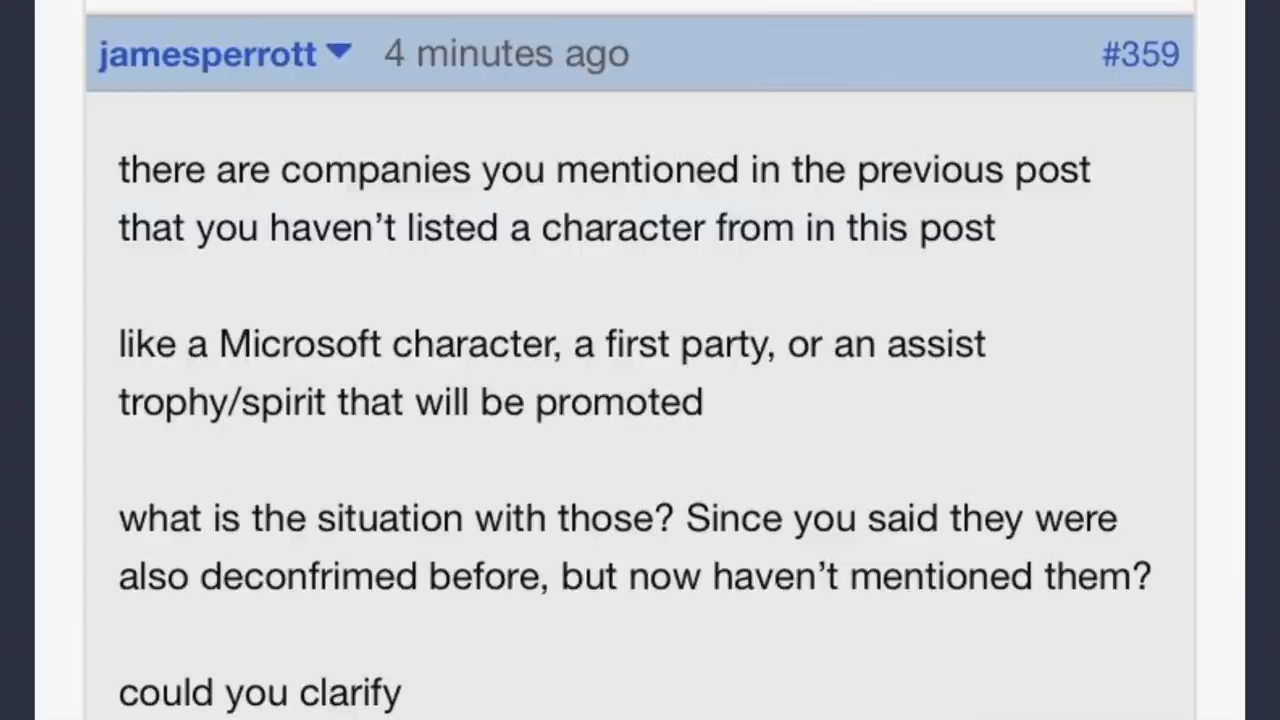 jamesperrott 4 minutes ago #359
there are companies you mentioned in the previous post
that you haven’t listed a character from in this post
like a Microsoft character, a first party, or an assist
trophy/spirit that will be promoted
what is the situation with those? Since you said they were
also deconfrimed before, but now haven’t mentioned them?
could you clarify